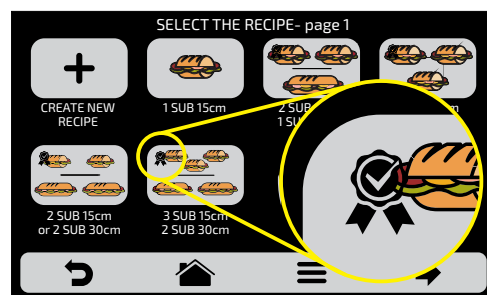 SELECT THE RECIPE- page 1
CREATE NEW
RECIPE
1 SUB 15cm
2 SUB
1 SU
2 SUB 15cm
or 2 SUB 30cm
3 SUB 15cm
2 SUB 30cm